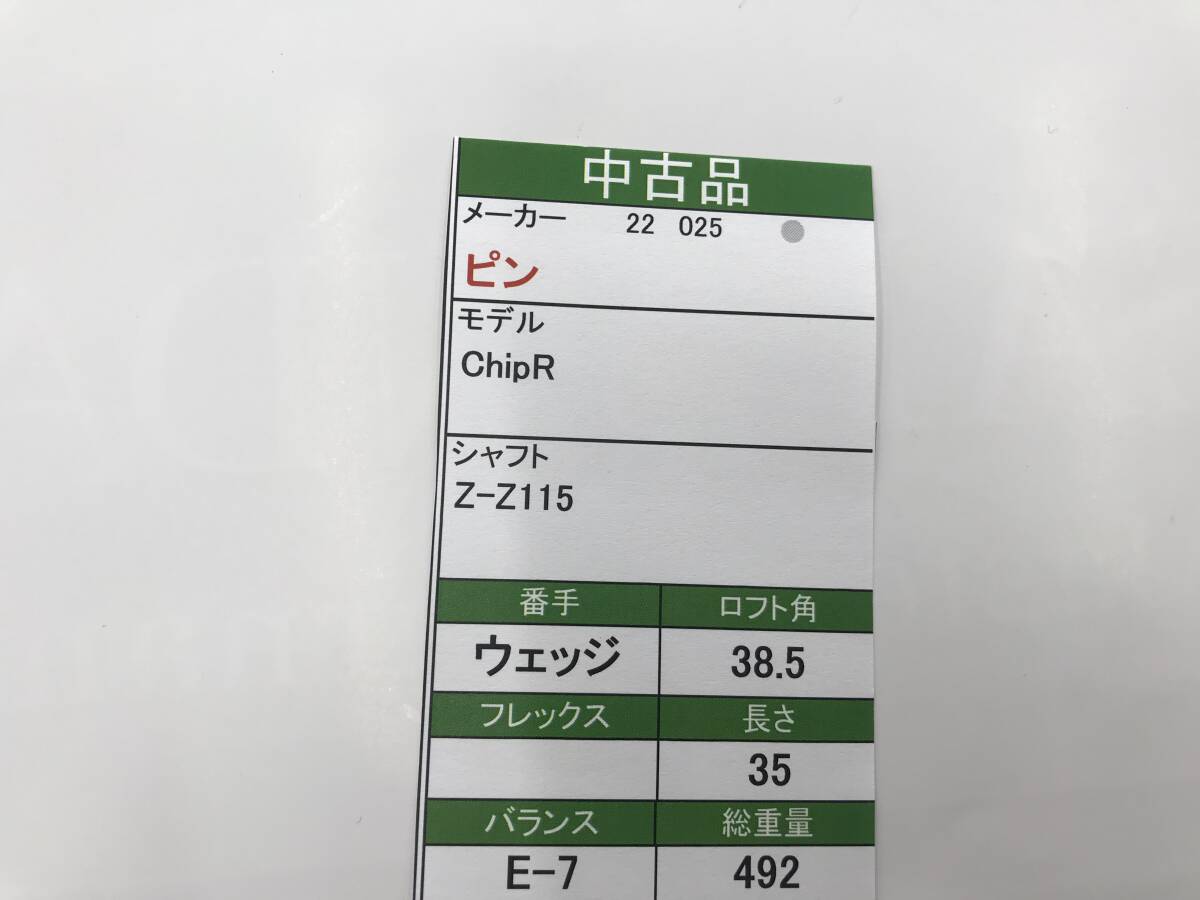 中古品
メーカー 22 025
ピン
モデル
ChipR
シャフト
Z-Z115
番手 ロフト角
ウェッジ 38.5
フレックス 長さ
35
バランス 総重量
E-7 492